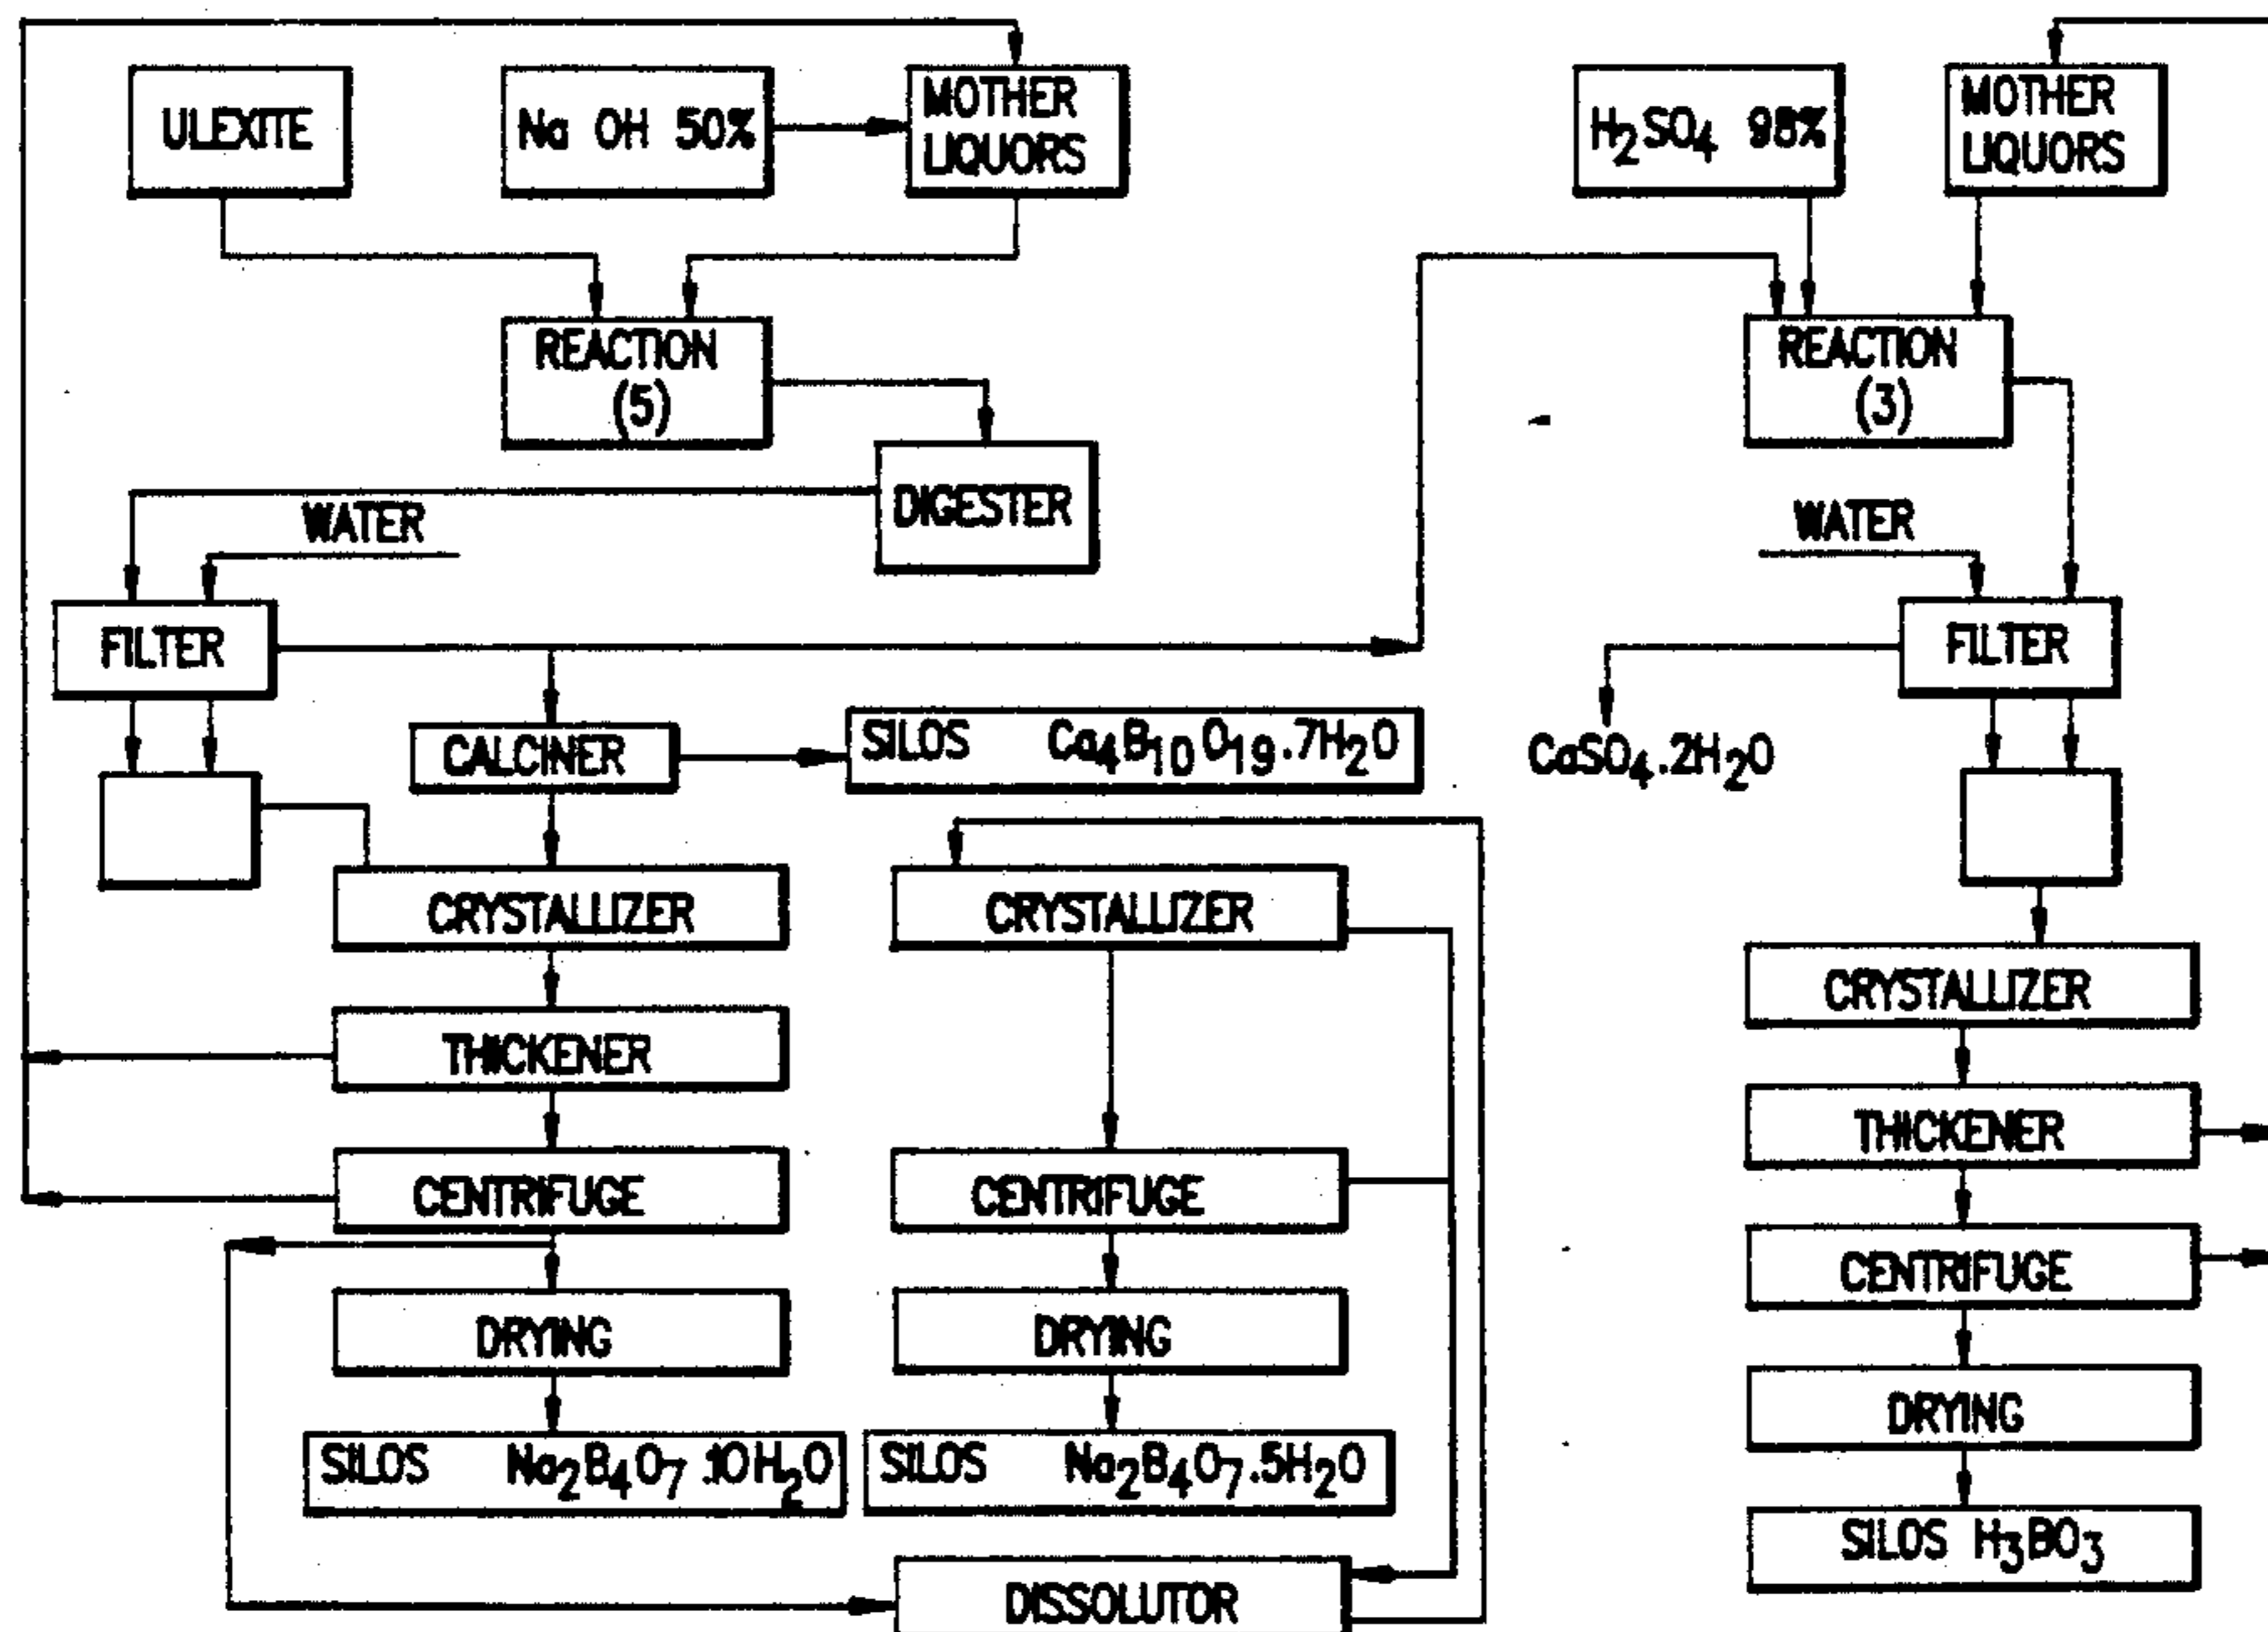 ULEXITE
Na OH 50%
MOTHER
LIQUORS
H2SO4 98%
MOTHER
LIQUORS
REACTION
(5)
REACTION
(3)
DIGESTER
WATER
WATER
FILTER
FILTER
CALCINER
SILOS Ca4B10O19.7H2O
CaSO4.2H2O
CRYSTALLIZER
CRYSTALLIZER
CRYSTALLIZER
THICKENER
THICKENER
CENTRIFUGE
CENTRIFUGE
CENTRIFUGE
DRYING
DRYING
DRYING
SILOS Na2B4O7.10H2O
SILOS Na2B4O7.5H2O
SILOS H3BO3
DISSOLUTOR